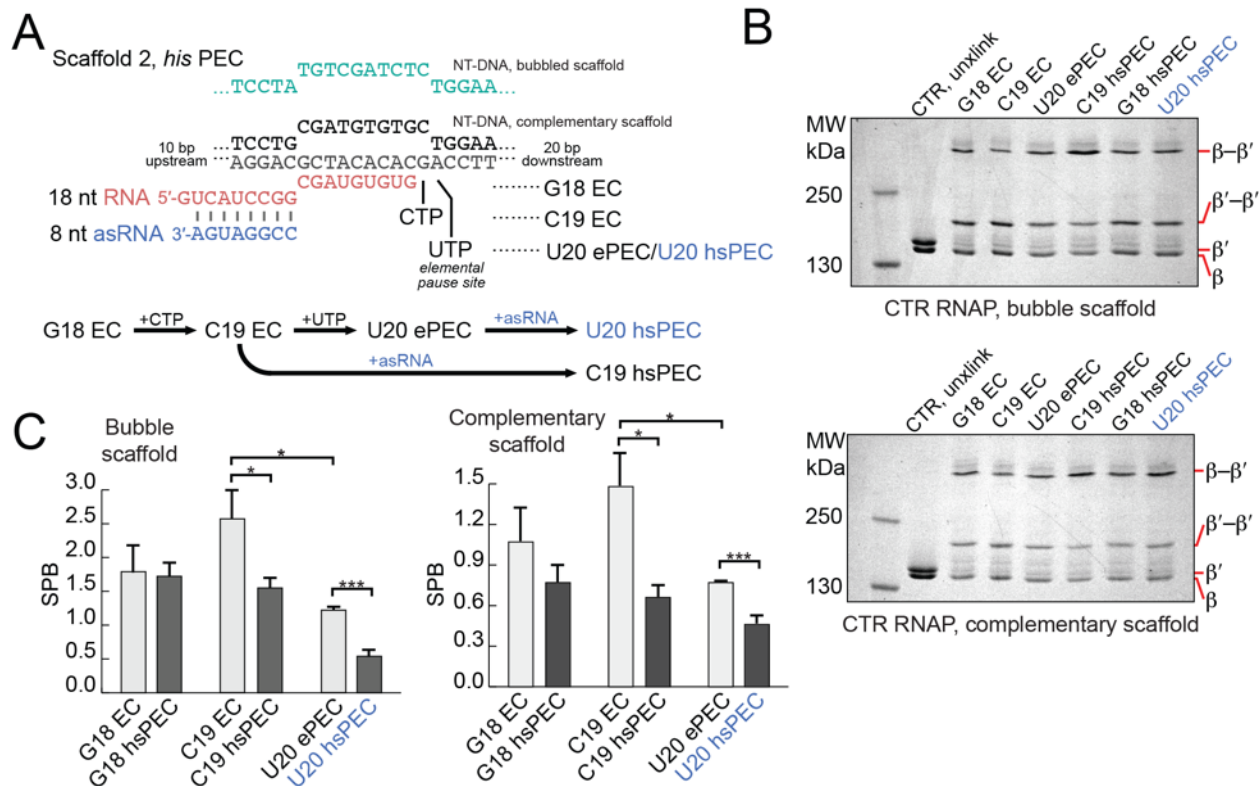 A
Scaffold 2, his PEC
TGTCGATCTC NT-DNA, bubbled scaffold
...TCCTA TGGAA...
CGATGTGTGC NT-DNA, complementary scaffold
10 bp upstream ...TCCTG TGGAA... 20 bp downstream
AGGACGCTACACACGACCTT
18 nt RNA 5′-GUCAUCCGG CGAUGUGUG ........ G18 EC
CTP ........ C19 EC
8 nt asRNA 3′-AGUAGGCC
UTP ........ U20 ePEC/U20 hsPEC
elemental
pause site
G18 EC +CTP C19 EC +UTP U20 ePEC +asRNA U20 hsPEC
+asRNA C19 hsPEC
B
CTR, unxlink G18 EC C19 EC U20 ePEC C19 hsPEC G18 hsPEC U20 hsPEC
MW
kDa
250
130
β–β′
β′–β′
β′
β
CTR RNAP, bubble scaffold
CTR, unxlink G18 EC C19 EC U20 ePEC C19 hsPEC G18 hsPEC U20 hsPEC
MW
kDa
250
130
β–β′
β′–β′
β′
β
CTR RNAP, complementary scaffold
C
Bubble
scaffold
*
*
***
SPB
3.0
2.5
2.0
1.5
1.0
0.5
0.0
G18 EC
G18 hsPEC
C19 EC
C19 hsPEC
U20 ePEC
U20 hsPEC
Complementary
scaffold
*
*
***
SPB
1.5
1.2
0.9
0.6
0.3
0.0
G18 EC
G18 hsPEC
C19 EC
C19 hsPEC
U20 ePEC
U20 hsPEC